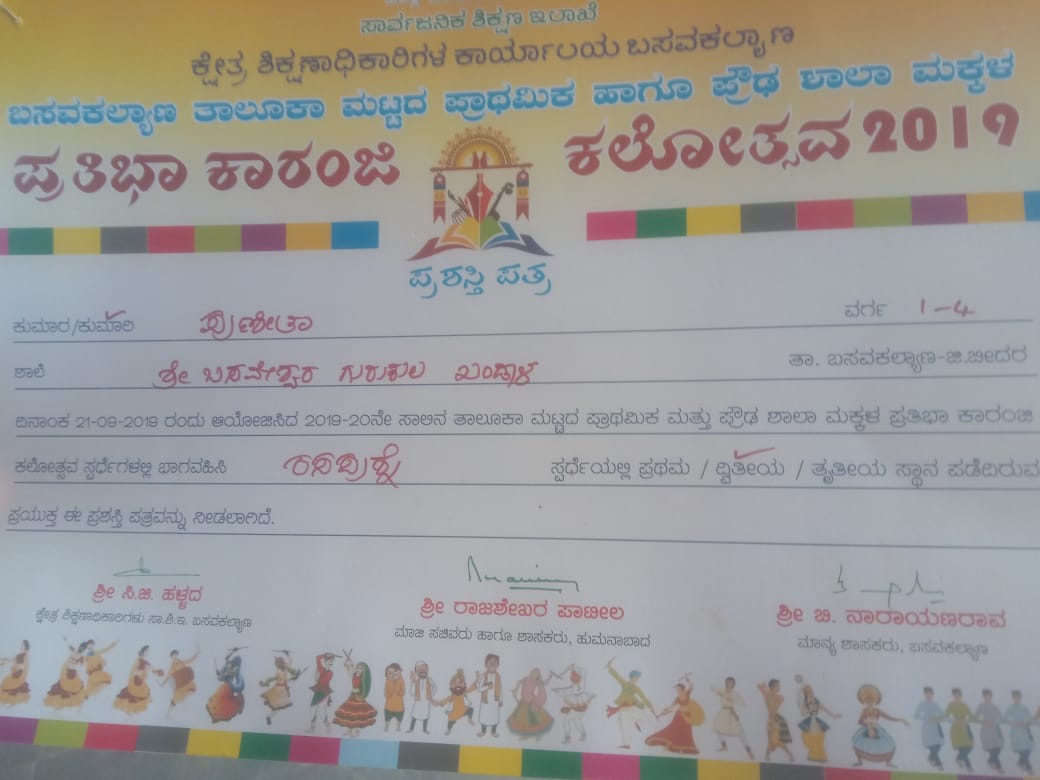 ಸಾರ್ವಜನಿಕ ಶಿಕ್ಷಣ ಇಲಾಖೆ
ಕ್ಷೇತ್ರ ಶಿಕ್ಷಣಾಧಿಕಾರಿಗಳ ಕಾರ್ಯಾಲಯ ಬಸವಕಲ್ಯಾಣ
ಬಸವಕಲ್ಯಾಣ ತಾಲೂಕಾ ಮಟ್ಟದ ಪ್ರಾಥಮಿಕ ಹಾಗೂ ಪ್ರೌಢ ಶಾಲಾ ಮಕ್ಕಳ
ಪ್ರತಿಭಾ ಕಾರಂಜಿ ಕಲೋತ್ಸವ 2019
ಪ್ರಶಸ್ತಿ ಪತ್ರ
ಕುಮಾರ/ಕುಮಾರಿ ಪುಣೀತಾ ವರ್ಗ 1-4
ಶಾಲೆ ಶ್ರೀ ಬಸವೇಶ್ವರ ಗುರುಕುಲ ಖಂಡಾಳ ತಾ. ಬಸವಕಲ್ಯಾಣ-ಜಿ.ಬೀದರ
ದಿನಾಂಕ 21-09-2019 ರಂದು ಆಯೋಜಿಸಿದ 2019-20ನೇ ಸಾಲಿನ ತಾಲೂಕಾ ಮಟ್ಟದ ಪ್ರಾಥಮಿಕ ಮತ್ತು ಪ್ರೌಢ ಶಾಲಾ ಮಕ್ಕಳ ಪ್ರತಿಭಾ ಕಾರಂಜಿ
ಕಲೋತ್ಸವ ಸ್ಪರ್ಧೆಗಳಲ್ಲಿ ಭಾಗವಹಿಸಿ ರಸಪ್ರಶ್ನೆ ಸ್ಪರ್ಧೆಯಲ್ಲಿ ಪ್ರಥಮ / ದ್ವಿತೀಯ / ತೃತೀಯ ಸ್ಥಾನ ಪಡೆದಿರುವ
ಪ್ರಯುಕ್ತ ಈ ಪ್ರಶಸ್ತಿ ಪತ್ರವನ್ನು ನೀಡಲಾಗಿದೆ.
ಶ್ರೀ ಸಿ.ಜಿ. ಹಳ್ಳದ ಶ್ರೀ ರಾಜಶೇಖರ ಪಾಟೀಲ ಶ್ರೀ ಬಿ. ನಾರಾಯಣರಾವ
ಕ್ಷೇತ್ರ ಶಿಕ್ಷಣಾಧಿಕಾರಿಗಳು ಸಾ.ಶಿ.ಇ. ಬಸವಕಲ್ಯಾಣ ಮಾಜಿ ಸಚಿವರು ಹಾಗೂ ಶಾಸಕರು, ಹುಮನಾಬಾದ ಮಾನ್ಯ ಶಾಸಕರು, ಬಸವಕಲ್ಯಾಣ